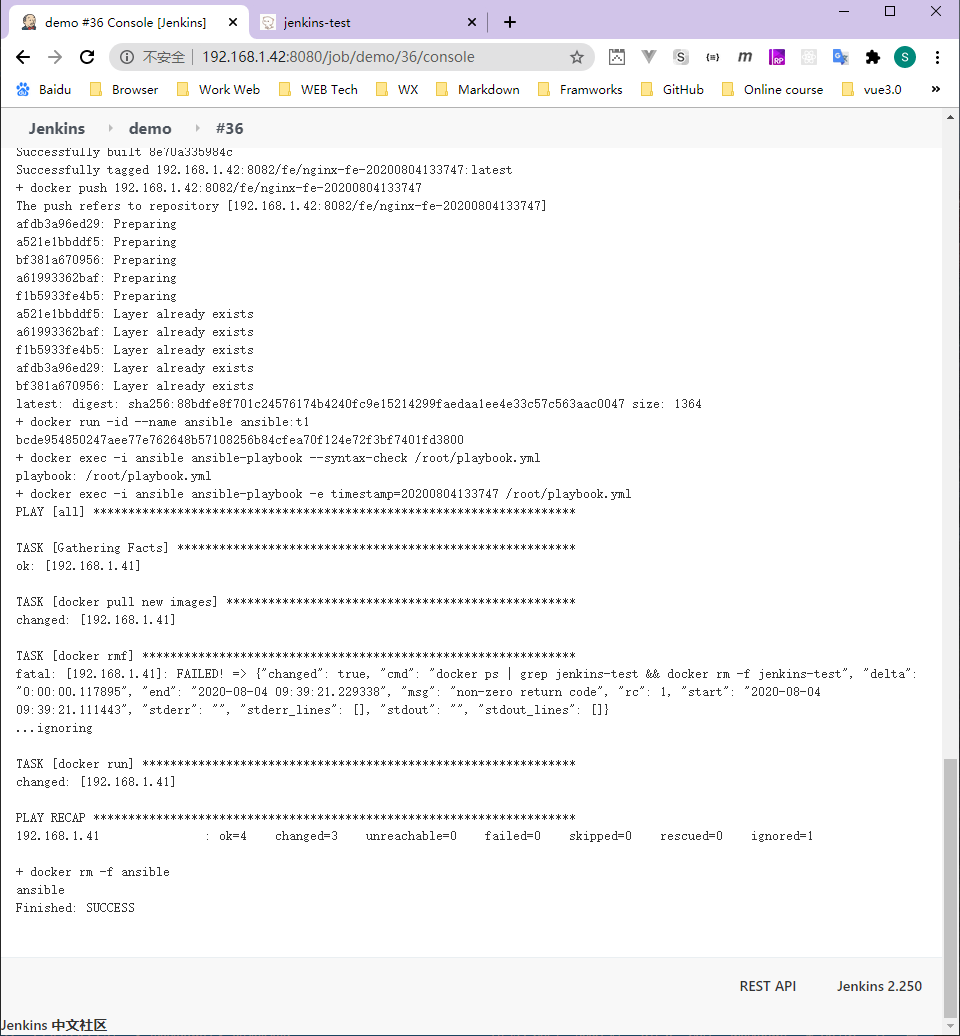 demo #36 Console [Jenkins]
jenkins-test
不安全
192.168.1.42:8080/job/demo/36/console
Baidu
Browser
Work Web
WEB Tech
WX
Markdown
Framworks
GitHub
Online course
vue3.0
»
Jenkins
demo
#36
Successfully built 8e70a335984c
Successfully tagged 192.168.1.42:8082/fe/nginx-fe-20200804133747:latest
+ docker push 192.168.1.42:8082/fe/nginx-fe-20200804133747
The push refers to repository [192.168.1.42:8082/fe/nginx-fe-20200804133747]
afdb3a96ed29: Preparing
a521e1bbddf5: Preparing
bf381a670956: Preparing
a61993362baf: Preparing
f1b5933fe4b5: Preparing
a521e1bbddf5: Layer already exists
a61993362baf: Layer already exists
f1b5933fe4b5: Layer already exists
afdb3a96ed29: Layer already exists
bf381a670956: Layer already exists
latest: digest: sha256:88bdfe8f701c24576174b4240fc9e15214299faedaa1ee4e33c57c563aac0047 size: 1364
+ docker run -id --name ansible ansible:t1
bcde954850247aee77e762648b57108256b84cfea70f124e72f3bf7401fd3800
+ docker exec -i ansible ansible-playbook --syntax-check /root/playbook.yml
playbook: /root/playbook.yml
+ docker exec -i ansible ansible-playbook -e timestamp=20200804133747 /root/playbook.yml
PLAY [all] *********************************************************************
TASK [Gathering Facts] *********************************************************
ok: [192.168.1.41]
TASK [docker pull new images] **************************************************
changed: [192.168.1.41]
TASK [docker rmf] **************************************************************
fatal: [192.168.1.41]: FAILED! => {"changed": true, "cmd": "docker ps | grep jenkins-test && docker rm -f jenkins-test", "delta":
"0:00:00.117895", "end": "2020-08-04 09:39:21.229338", "msg": "non-zero return code", "rc": 1, "start": "2020-08-04
09:39:21.111443", "stderr": "", "stderr_lines": [], "stdout": "", "stdout_lines": []}
...ignoring
TASK [docker run] **************************************************************
changed: [192.168.1.41]
PLAY RECAP *********************************************************************
192.168.1.41 : ok=4 changed=3 unreachable=0 failed=0 skipped=0 rescued=0 ignored=1
+ docker rm -f ansible
ansible
Finished: SUCCESS
REST API
Jenkins 2.250
Jenkins 中文社区